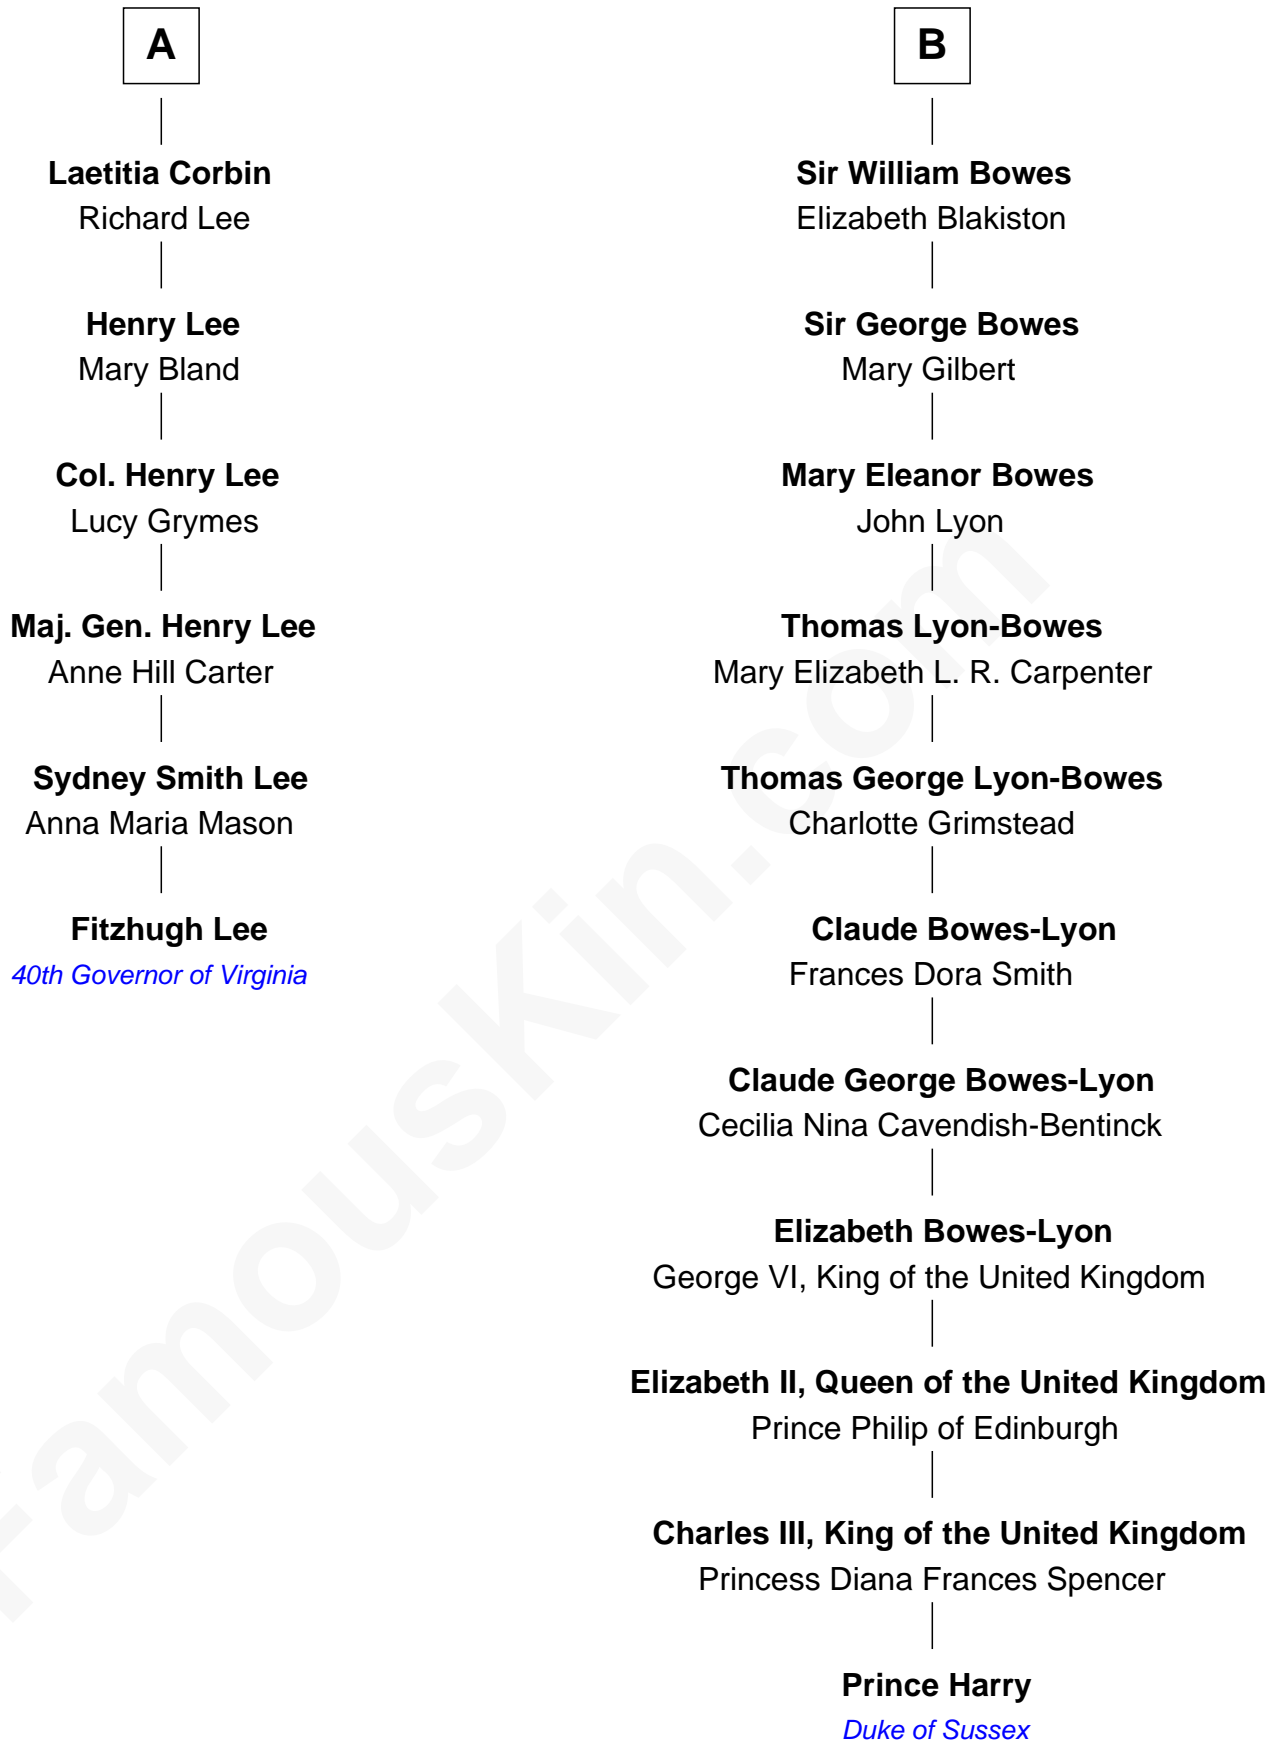 A
Laetitia Corbin
Richard Lee
Henry Lee
Mary Bland
Col. Henry Lee
Lucy Grymes
Maj. Gen. Henry Lee
Anne Hill Carter
Sydney Smith Lee
Anna Maria Mason
Fitzhugh Lee
40th Governor of Virginia
B
Sir William Bowes
Elizabeth Blakiston
Sir George Bowes
Mary Gilbert
Mary Eleanor Bowes
John Lyon
Thomas Lyon-Bowes
Mary Elizabeth L. R. Carpenter
Thomas George Lyon-Bowes
Charlotte Grimstead
Claude Bowes-Lyon
Frances Dora Smith
Claude George Bowes-Lyon
Cecilia Nina Cavendish-Bentinck
Elizabeth Bowes-Lyon
George VI, King of the United Kingdom
Elizabeth II, Queen of the United Kingdom
Prince Philip of Edinburgh
Charles III, King of the United Kingdom
Princess Diana Frances Spencer
Prince Harry
Duke of Sussex
FamousKin.com